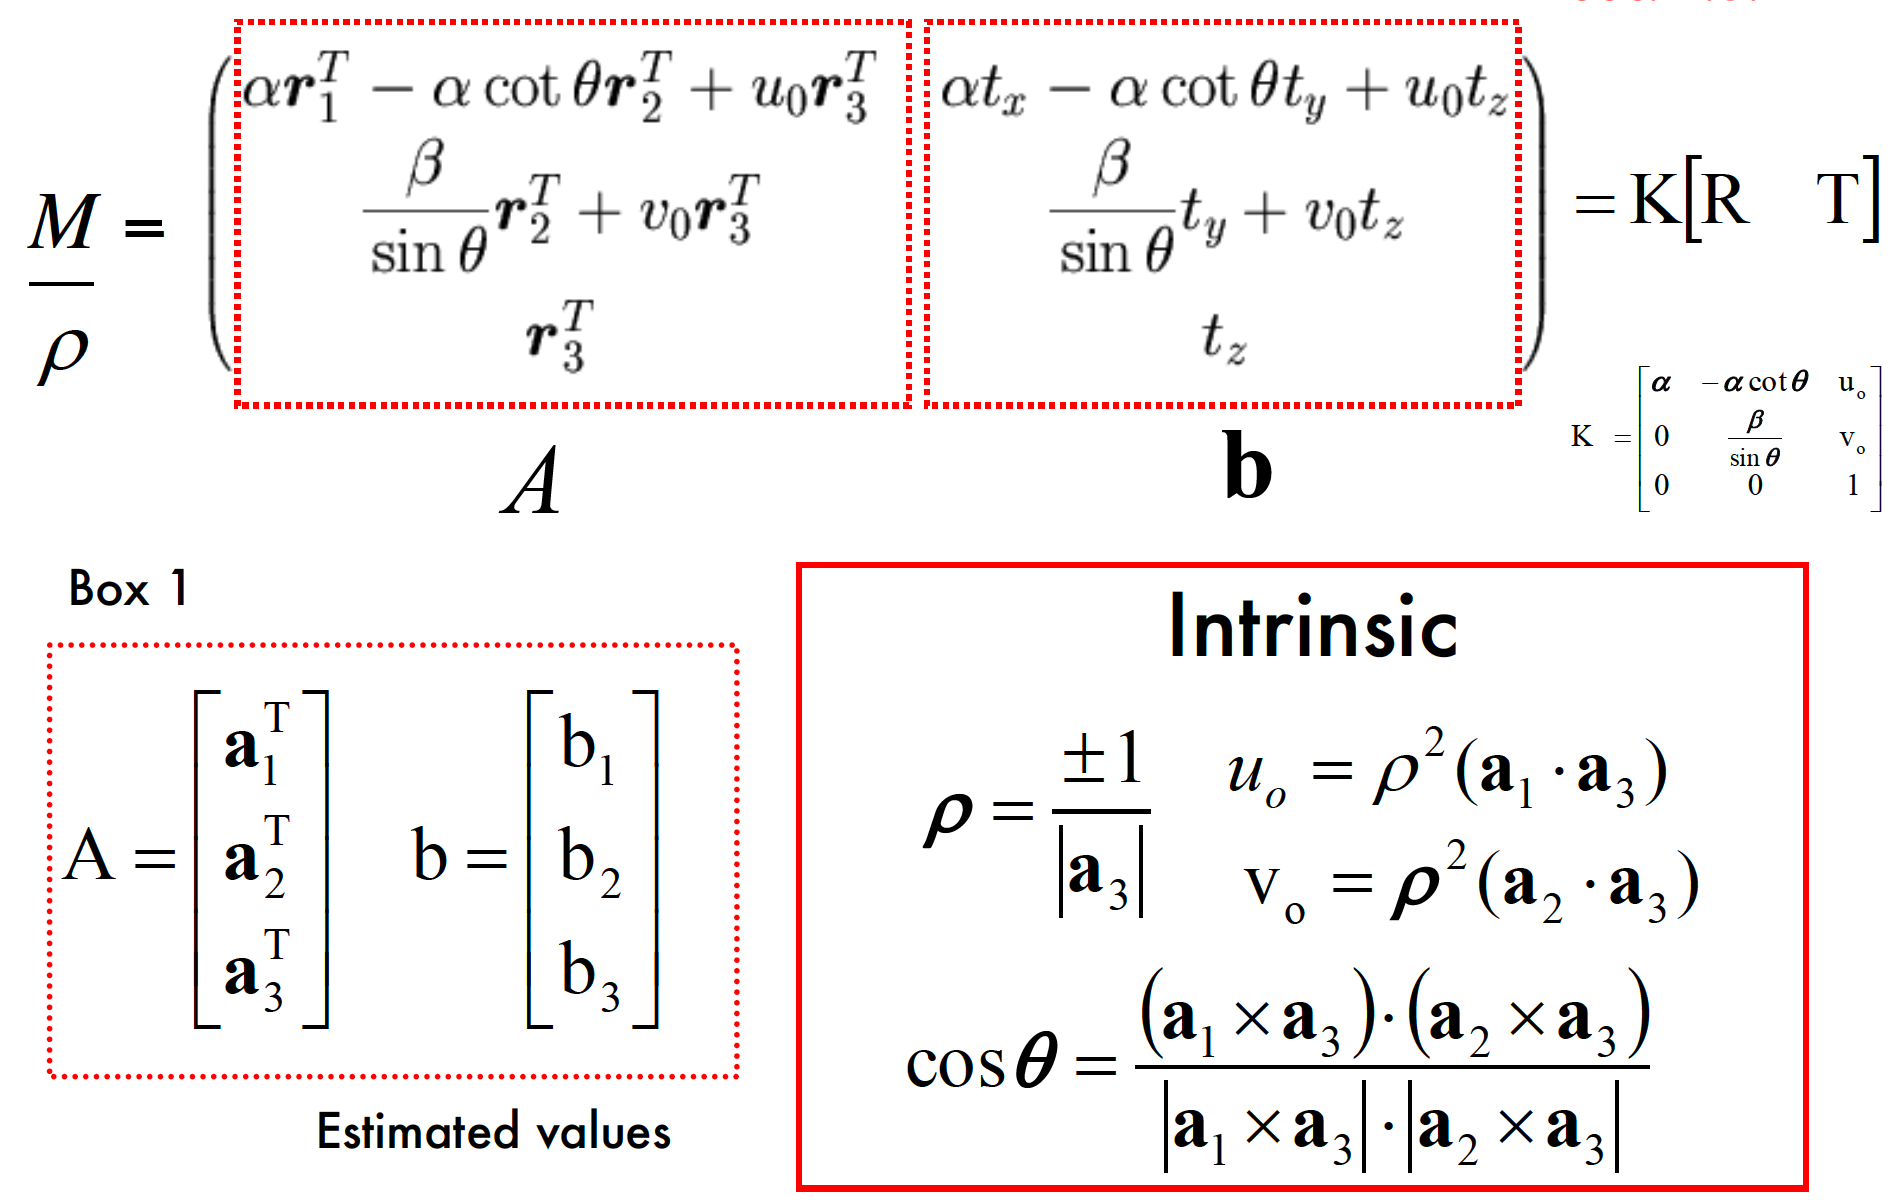 M/ρ = ( αr₁ᵀ − α cot θr₂ᵀ + u₀r₃ᵀ   αtₓ − α cot θt_y + u₀t_z
β/sin θ r₂ᵀ + v₀r₃ᵀ   β/sin θ t_y + v₀t_z
r₃ᵀ   t_z ) = K[R T]
A   b
K = [ α  −α cot θ  u₀
0  β/sin θ  v₀
0  0  1 ]
Box 1
A = [ a₁ᵀ a₂ᵀ a₃ᵀ ]   b = [ b₁ b₂ b₃ ]
Estimated values
Intrinsic
ρ = ±1/|a₃|   u₀ = ρ²(a₁ · a₃)
v₀ = ρ²(a₂ · a₃)
cos θ = (a₁ × a₃)·(a₂ × a₃) / |a₁ × a₃|·|a₂ × a₃|